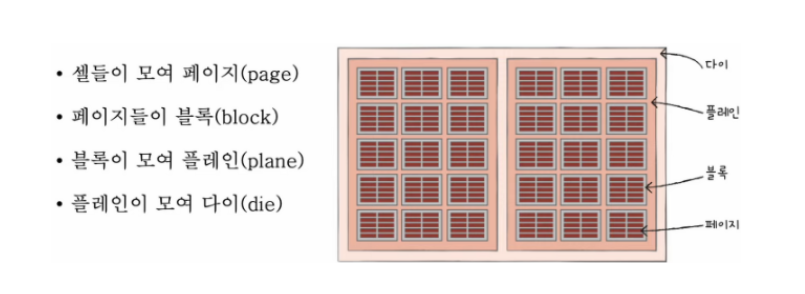 • 셀들이 모여 페이지(page)
• 페이지들이 블록(block)
• 블록이 모여 플레인(plane)
• 플레인이 모여 다이(die)
다이
플레인
블록
페이지